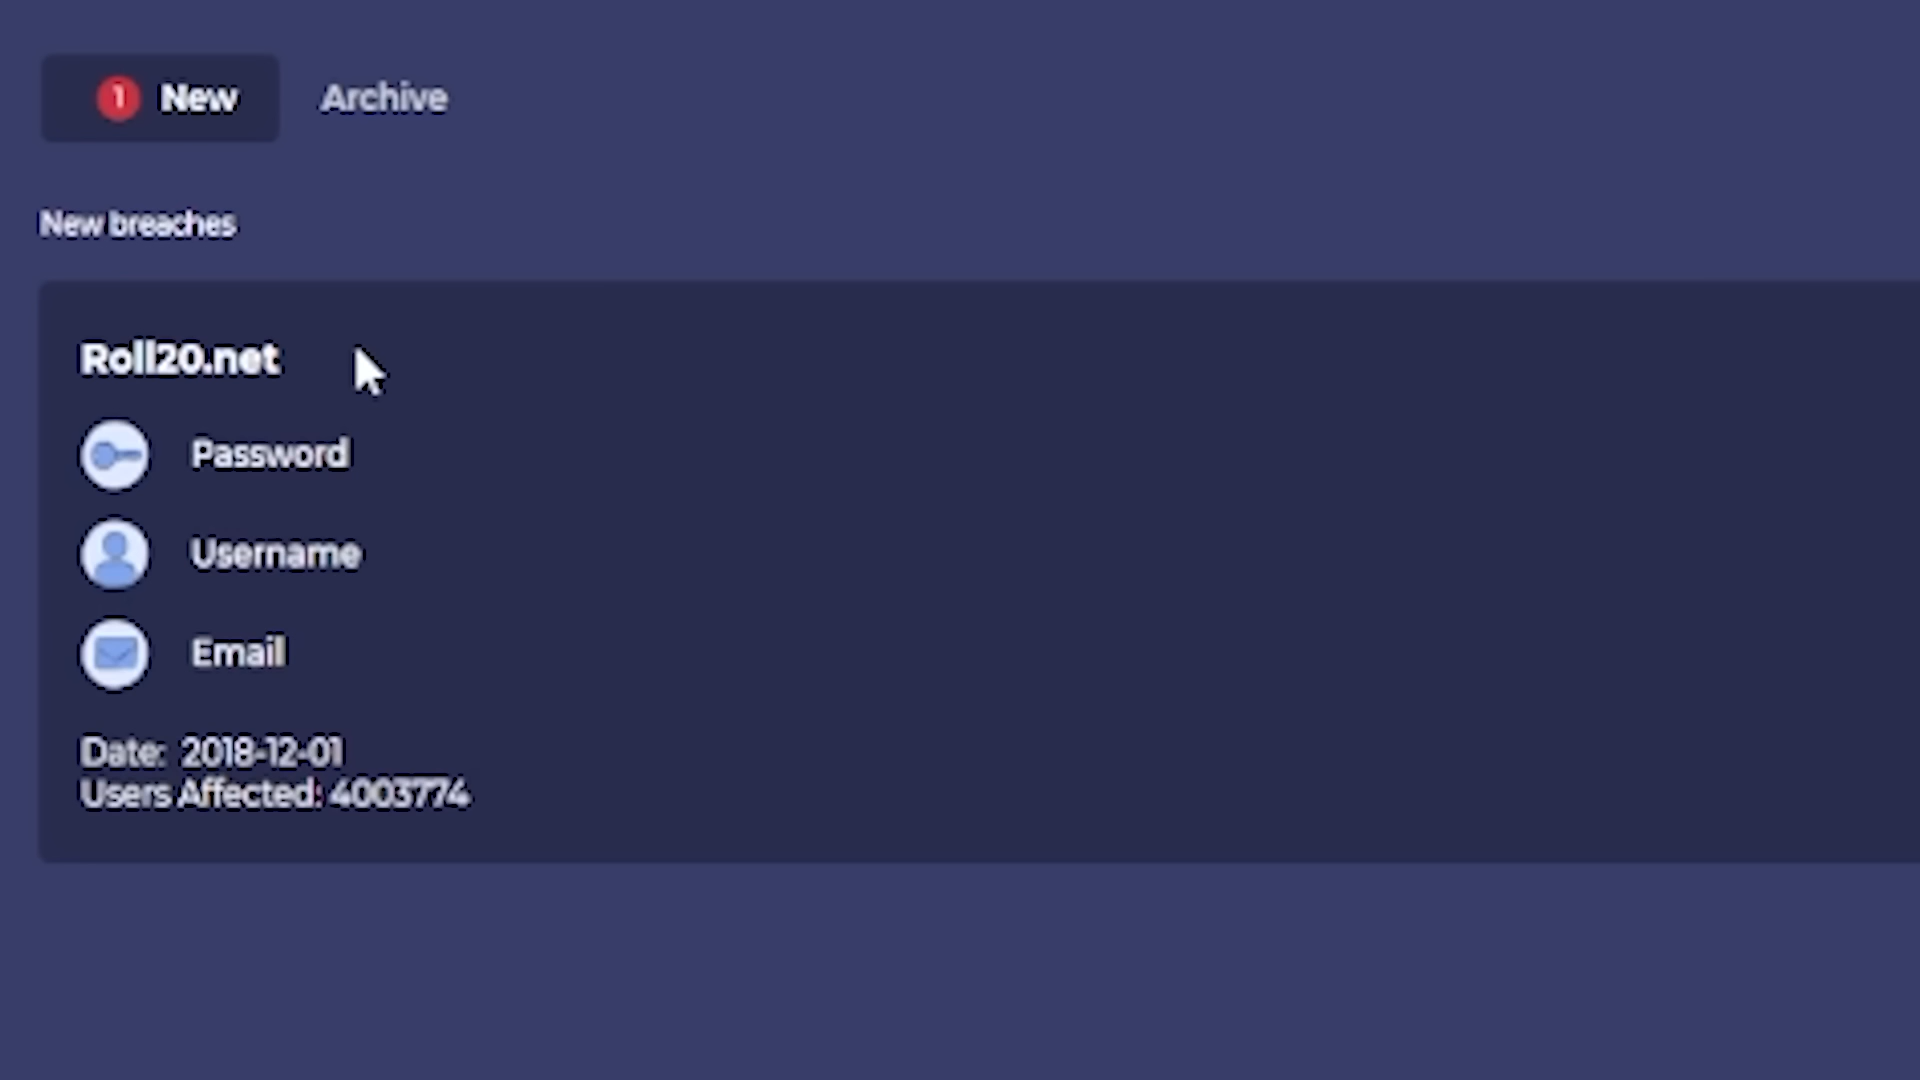 1 New Archive
New breaches
Roll20.net
Password
Username
Email
Date: 2018-12-01
Users Affected: 4003774